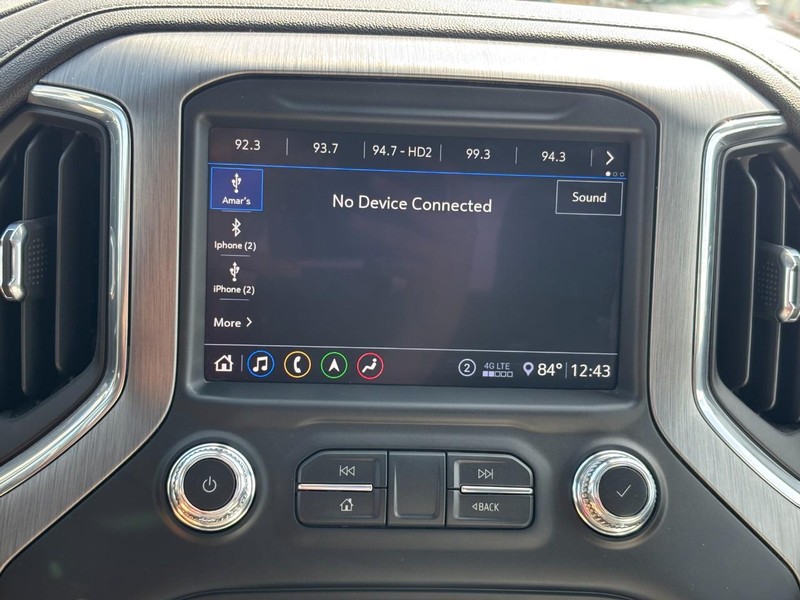 92.3 93.7 94.7 - HD2 99.3 94.3
Amar's
No Device Connected
Sound
Iphone (2)
iPhone (2)
More
2 4G LTE 84° 12:43
BACK